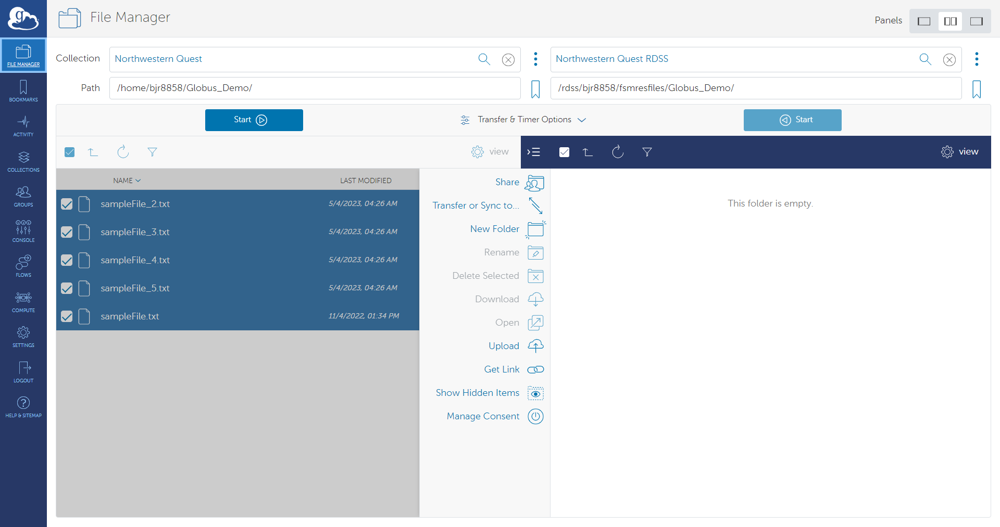 g
File Manager
Panels
FILE MANAGER
BOOKMARKS
ACTIVITY
COLLECTIONS
GROUPS
CONSOLE
FLOWS
COMPUTE
SETTINGS
LOGOUT
?
HELP & SITEMAP
Collection
Northwestern Quest
Northwestern Quest RDSS
Path
/home/bjr8858/Globus_Demo/
/rdss/bjr8858/fsmresfiles/Globus_Demo/
Start
Transfer & Timer Options
Start
view
view
NAME
LAST MODIFIED
sampleFile_2.txt
5/4/2023, 04:26 AM
sampleFile_3.txt
5/4/2023, 04:26 AM
sampleFile_4.txt
5/4/2023, 04:26 AM
sampleFile_5.txt
5/4/2023, 04:26 AM
sampleFile.txt
11/4/2022, 01:34 PM
Share
Transfer or Sync to...
New Folder
Rename
Delete Selected
Download
Open
Upload
Get Link
Show Hidden Items
Manage Consent
This folder is empty.